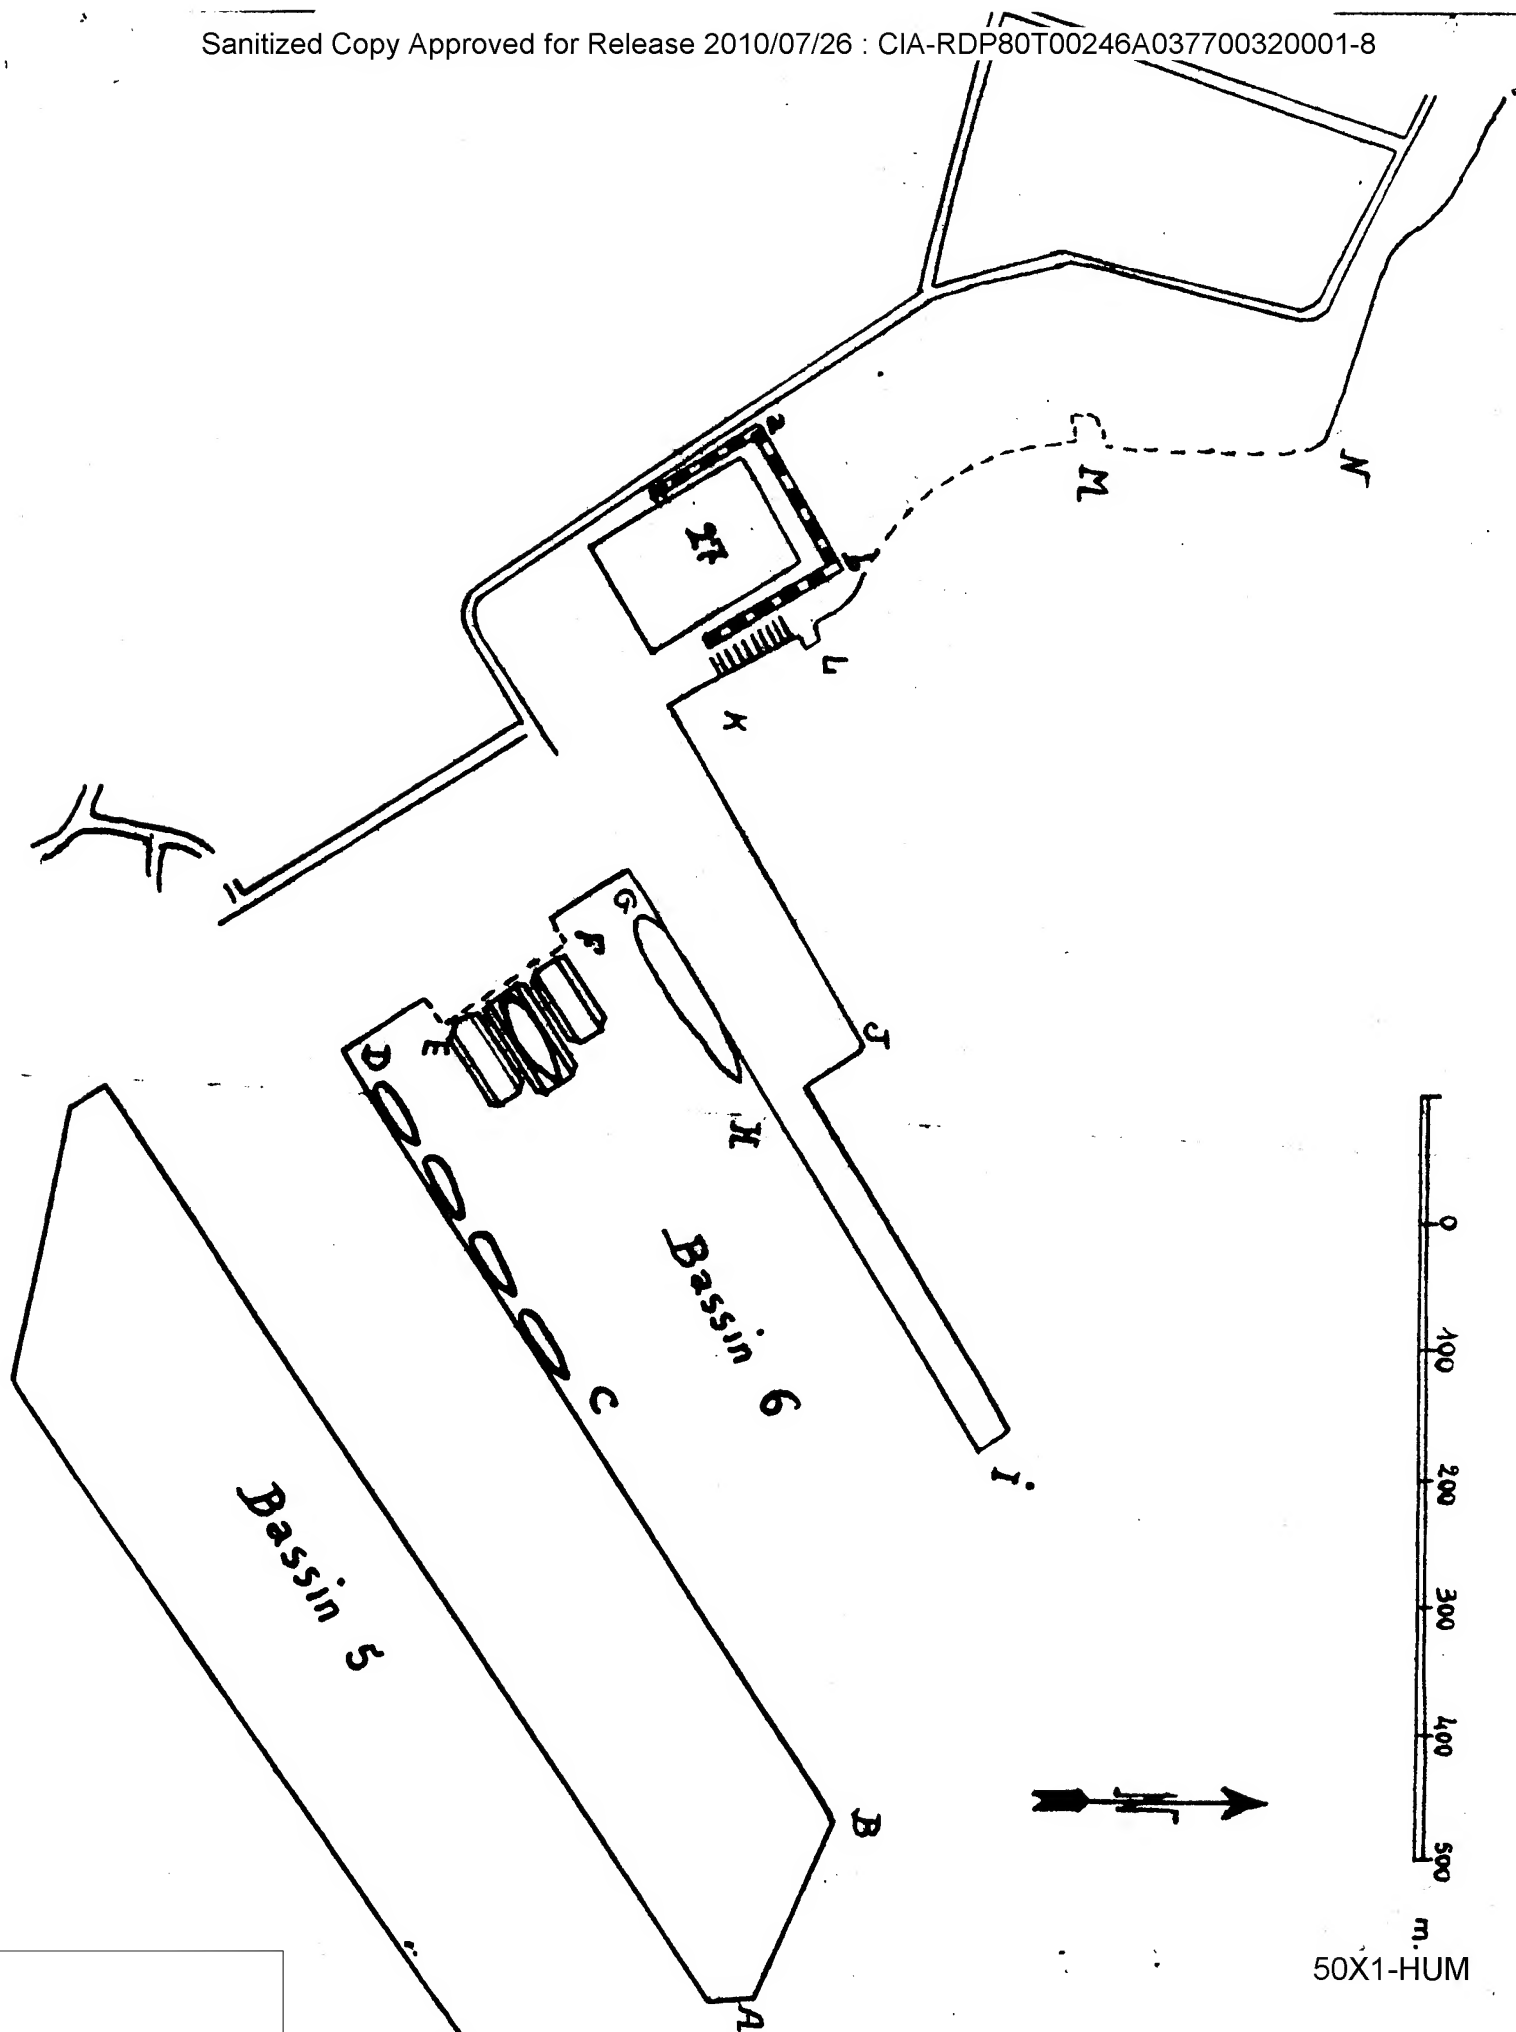 Sanitized Copy Approved for Release 2010/07/26 : CIA-RDP80T00246A037700320001-8
N
M
a
b
L
K
G
F
E
D
J
H
Bassin 6
C
I
Bassin 5
B
A
N
0
100
200
300
400
500
m.
50X1-HUM